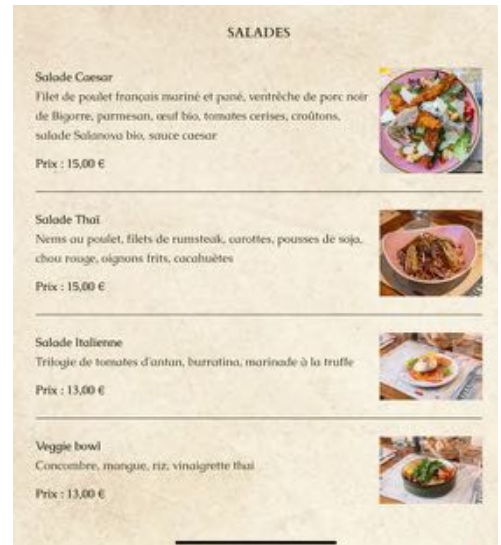 SALADES
Salade Caesar
Filet de poulet français mariné et pané, ventrèche de porc noir
de Bigorre, parmesan, œuf bio, tomates cerises, croûtons,
salade Salanova bio, sauce caesar
Prix : 15,00 €
Salade Thaï
Nems au poulet, filets de rumsteak, carottes, pousses de soja,
chou rouge, oignons frits, cacahuètes
Prix : 15,00 €
Salade Italienne
Trilogie de tomates d'antan, burratina, marinade à la truffe
Prix : 13,00 €
Veggie bowl
Concombre, mangue, riz, vinaigrette thai
Prix : 13,00 €